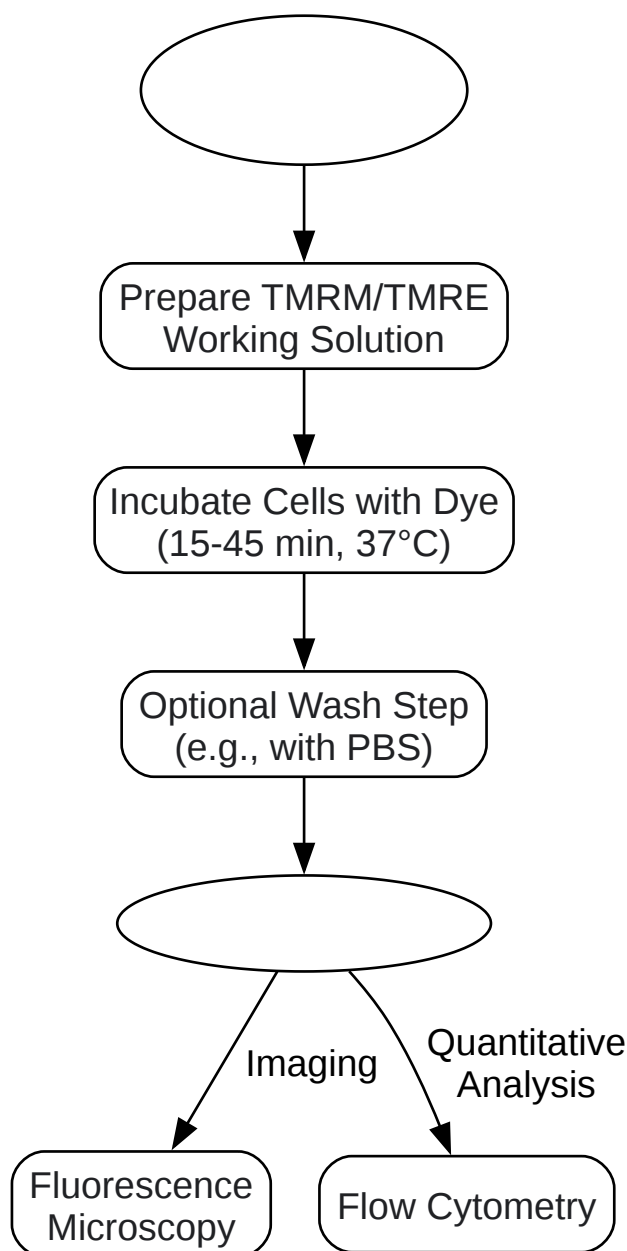 Prepare TMRM/TMRE
Working Solution
Incubate Cells with Dye
(15-45 min, 37°C)
Optional Wash Step
(e.g., with PBS)
Imaging
Quantitative
Analysis
Fluorescence
Microscopy
Flow Cytometry